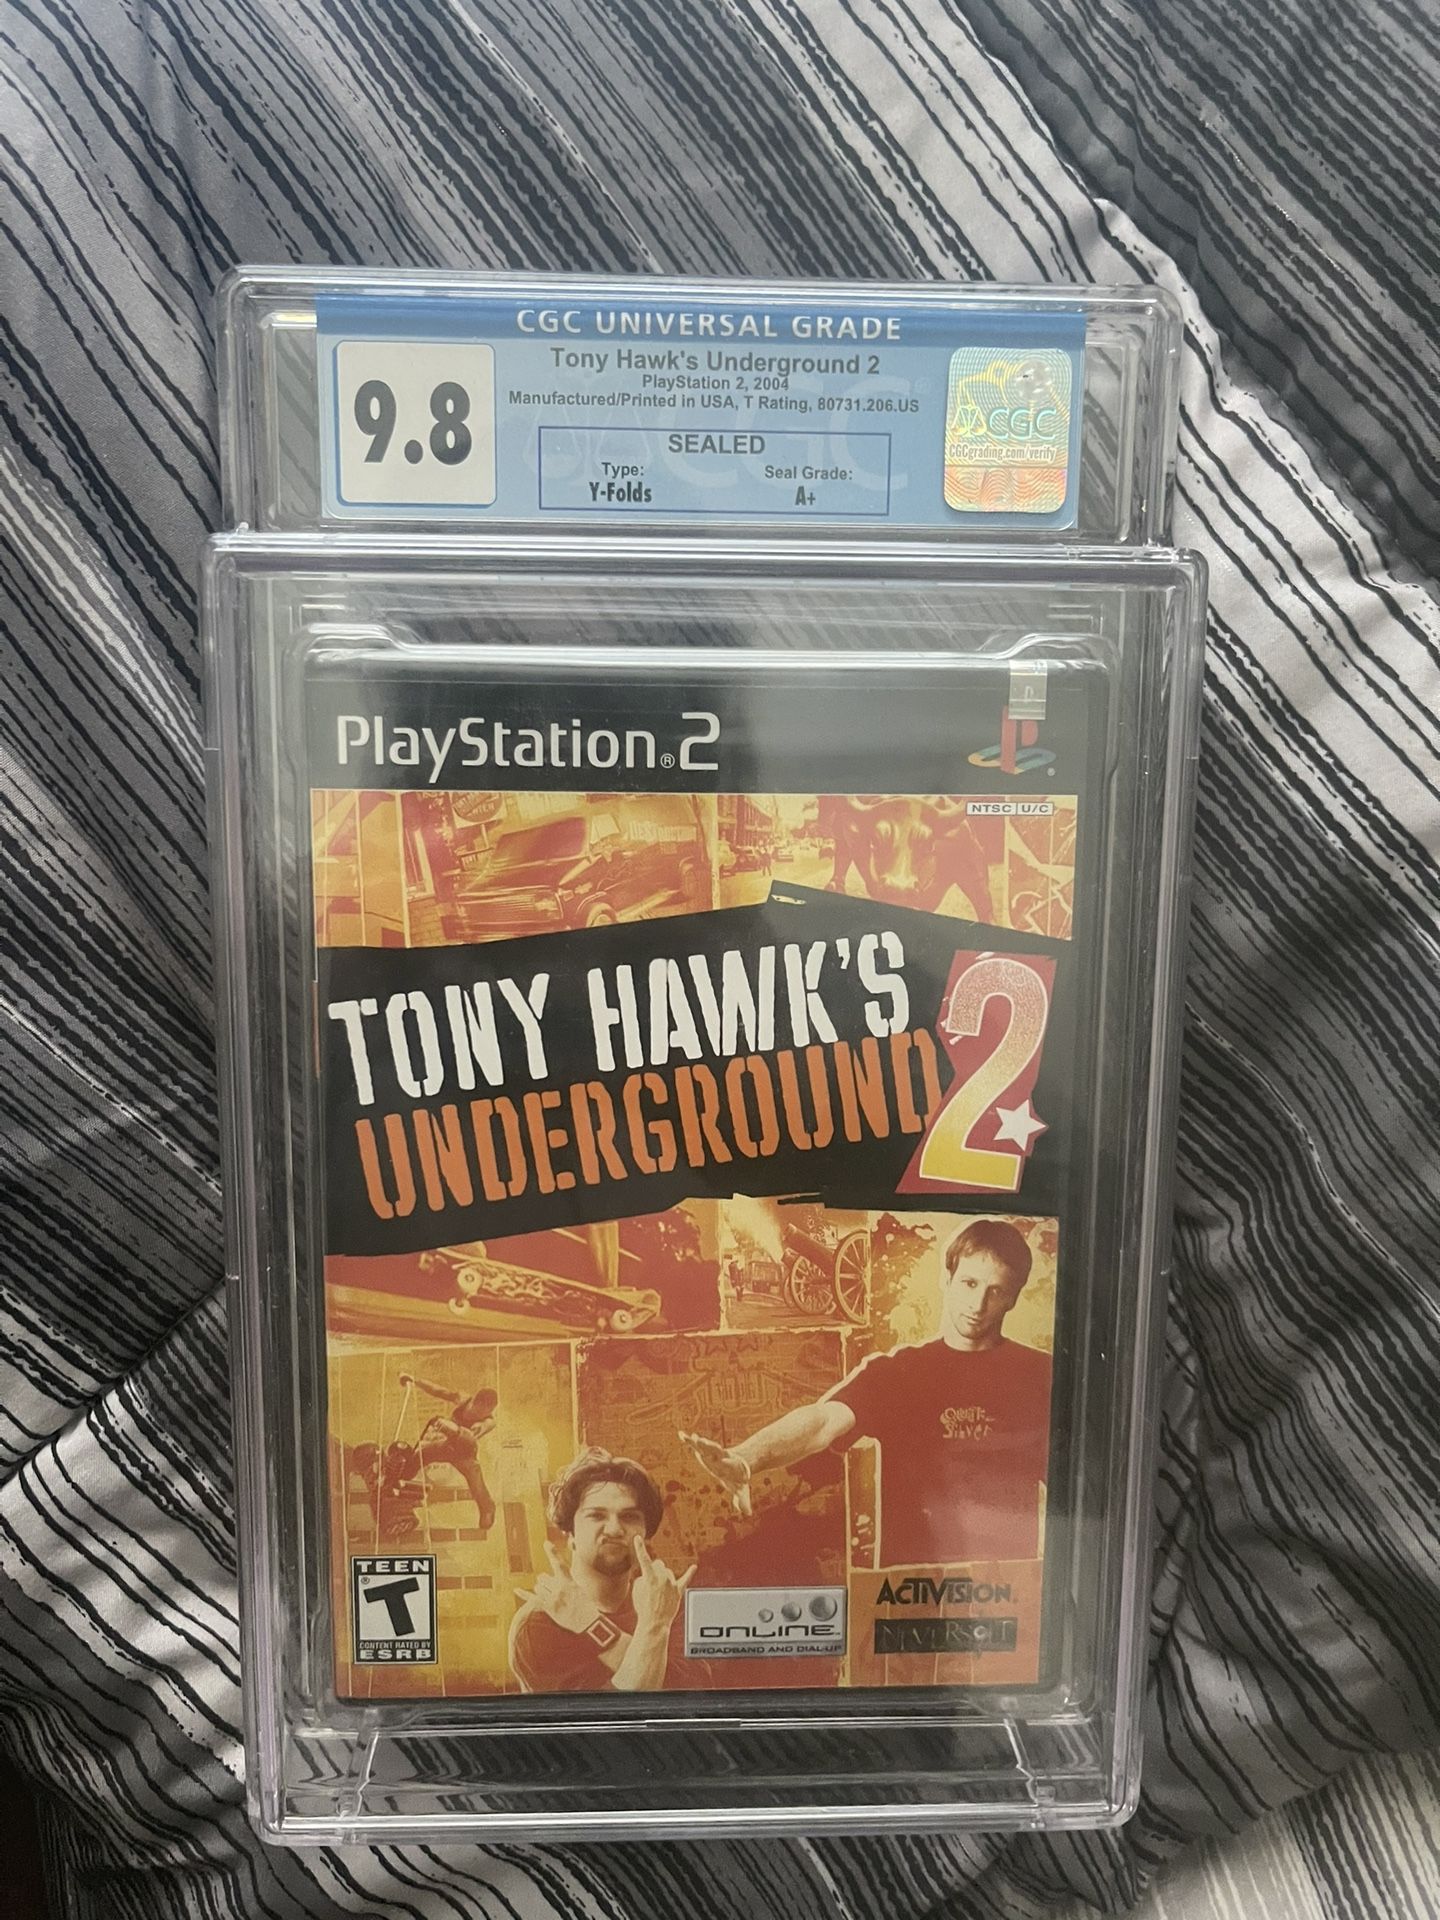 CGC UNIVERSAL GRADE
9.8
Tony Hawk's Underground 2
PlayStation 2, 2004
Manufactured/Printed in USA, T Rating, 80731.206.US
SEALED
Type:
Seal Grade:
Y-Folds
A+
CGC
CGCgrading.com/verify
PlayStation®2
NTSC U/C
TONY HAWK'S
UNDERGROUND 2
Quik
Silver
TEEN
T
CONTENT RATED BY
ESRB
ONLINE
BROADBAND AND DIAL-UP
ACTIVISION.
NEVERSOFT